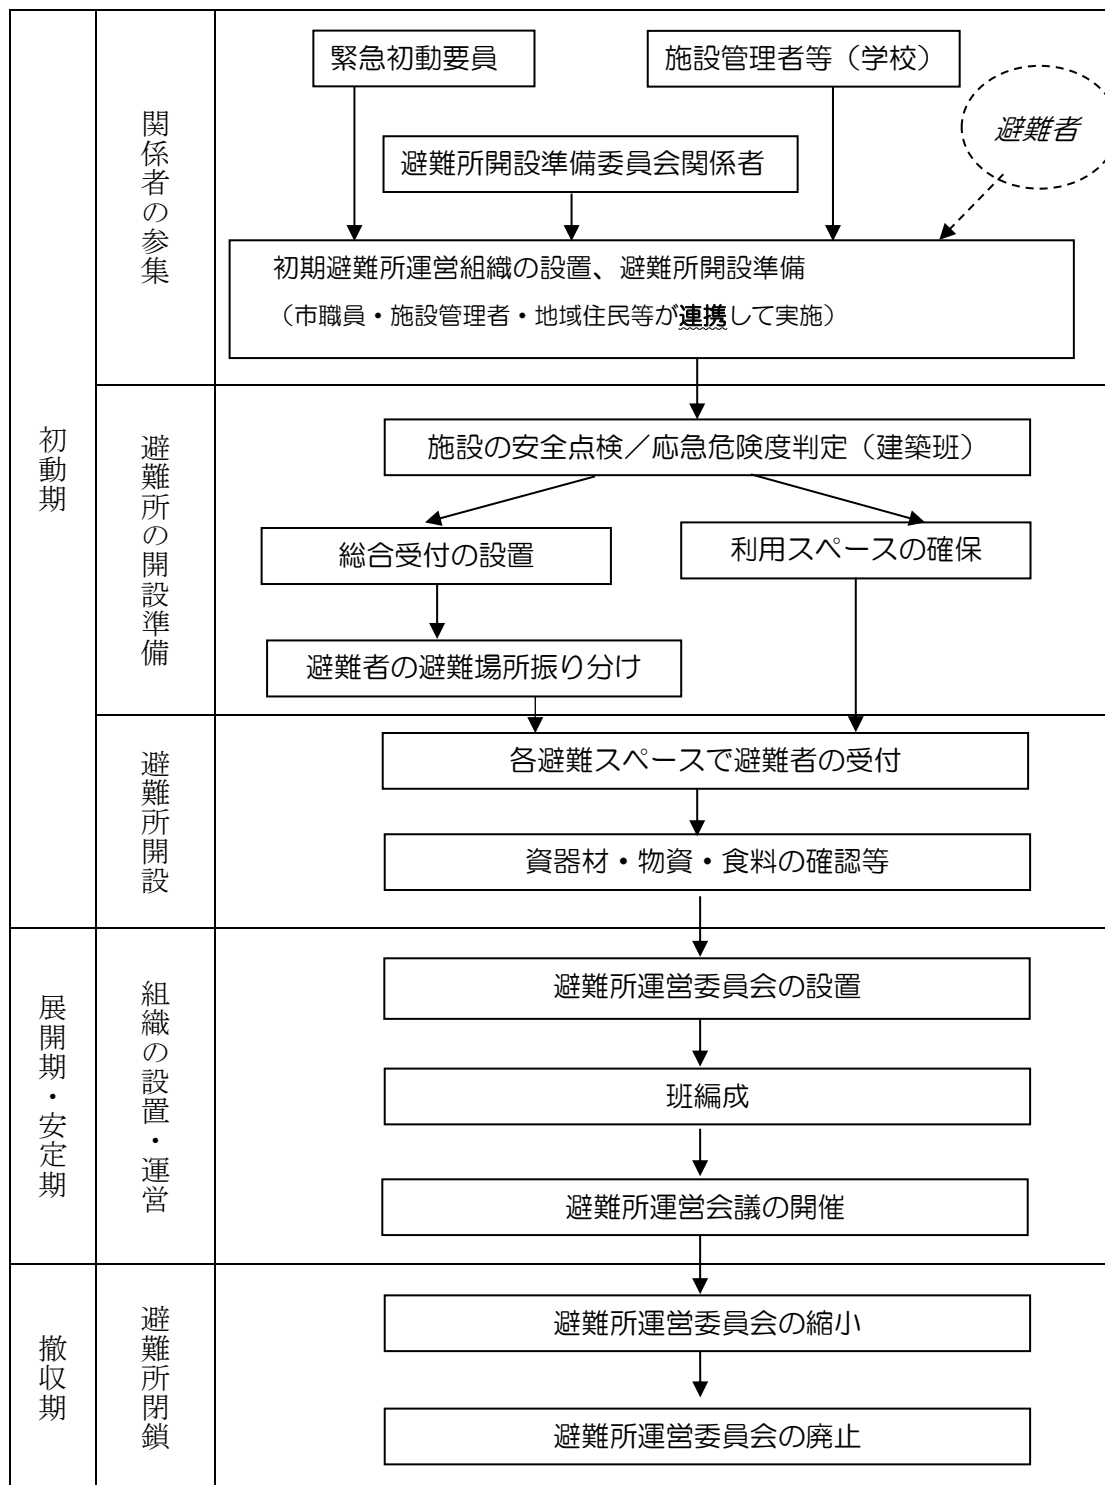 初動期
関係者の参集
緊急初動要員
施設管理者等（学校）
避難者
避難所開設準備委員会関係者
初期避難所運営組織の設置、避難所開設準備
（市職員・施設管理者・地域住民等が連携して実施）
避難所の開設準備
施設の安全点検／応急危険度判定（建築班）
総合受付の設置
利用スペースの確保
避難者の避難場所振り分け
避難所開設
各避難スペースで避難者の受付
資器材・物資・食料の確認等
展開期・安定期
組織の設置・運営
避難所運営委員会の設置
班編成
避難所運営会議の開催
撤収期
避難所閉鎖
避難所運営委員会の縮小
避難所運営委員会の廃止